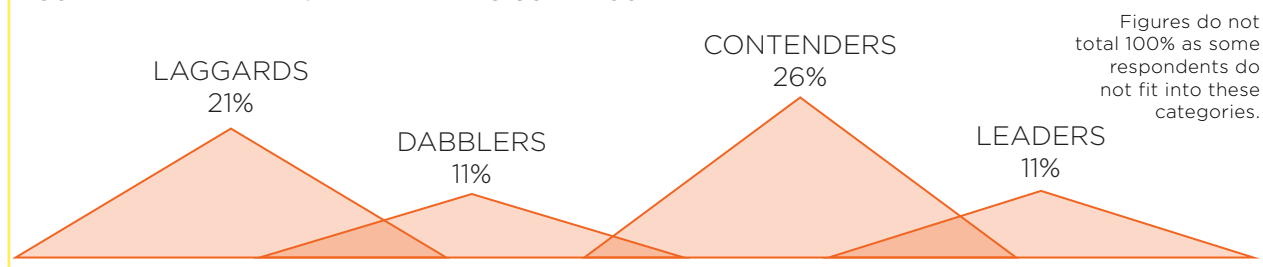 Figures do not
total 100% as some
respondents do
not fit into these
categories.
CONTENDERS
26%
LAGGARDS
21%
DABBLERS
11%
LEADERS
11%